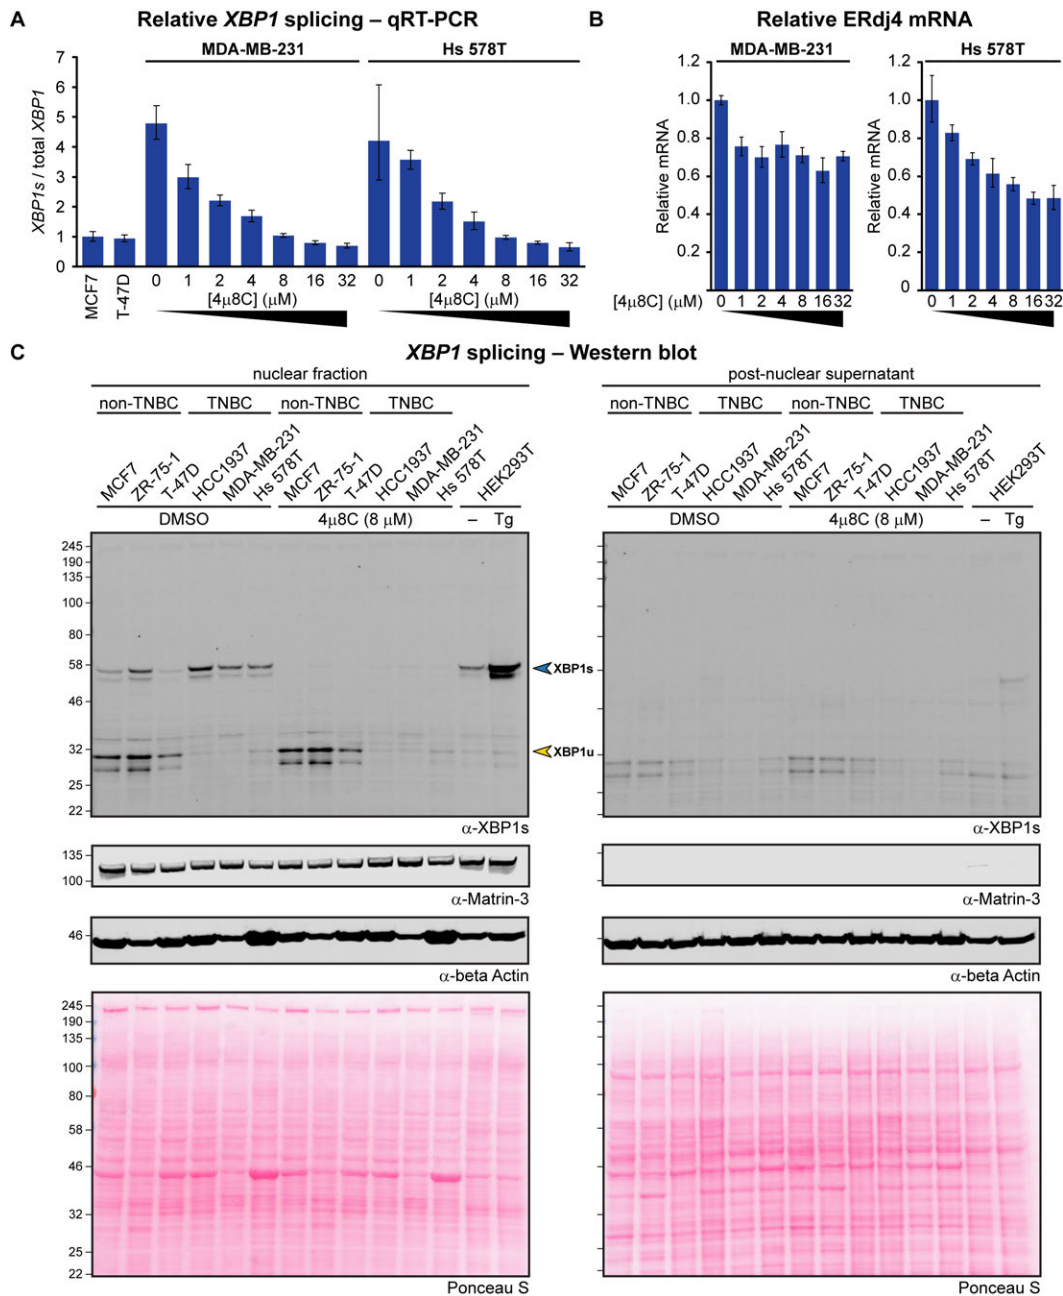 A
Relative XBP1 splicing – qRT-PCR
MDA-MB-231
Hs 578T
XBP1s / total XBP1
7
6
5
4
3
2
1
0
MCF7
T-47D
0 1 2 4 8 16 32 0 1 2 4 8 16 32
[4µ8C] (µM)
[4µ8C] (µM)
B
Relative ERdj4 mRNA
MDA-MB-231
Hs 578T
Relative mRNA
1.2
1.0
0.8
0.6
0.4
0.2
0
Relative mRNA
1.2
1.0
0.8
0.6
0.4
0.2
0
[4µ8C] (µM)
0 1 2 4 8 16 32
0 1 2 4 8 16 32
C
XBP1 splicing – Western blot
nuclear fraction
non-TNBC TNBC non-TNBC TNBC
MCF7 ZR-75-1 T-47D HCC1937 MDA-MB-231 Hs 578T MCF7 ZR-75-1 T-47D HCC1937 MDA-MB-231 Hs 578T HEK293T
DMSO 4µ8C (8 µM) – Tg
245
190
135
100
80
58
46
32
25
22
XBP1s
XBP1u
α-XBP1s
135
100
α-Matrin-3
46
α-beta Actin
245
190
135
100
80
58
46
32
25
22
Ponceau S
post-nuclear supernatant
non-TNBC TNBC non-TNBC TNBC
MCF7 ZR-75-1 T-47D HCC1937 MDA-MB-231 Hs 578T MCF7 ZR-75-1 T-47D HCC1937 MDA-MB-231 Hs 578T HEK293T
DMSO 4µ8C (8 µM) – Tg
α-XBP1s
α-Matrin-3
α-beta Actin
Ponceau S